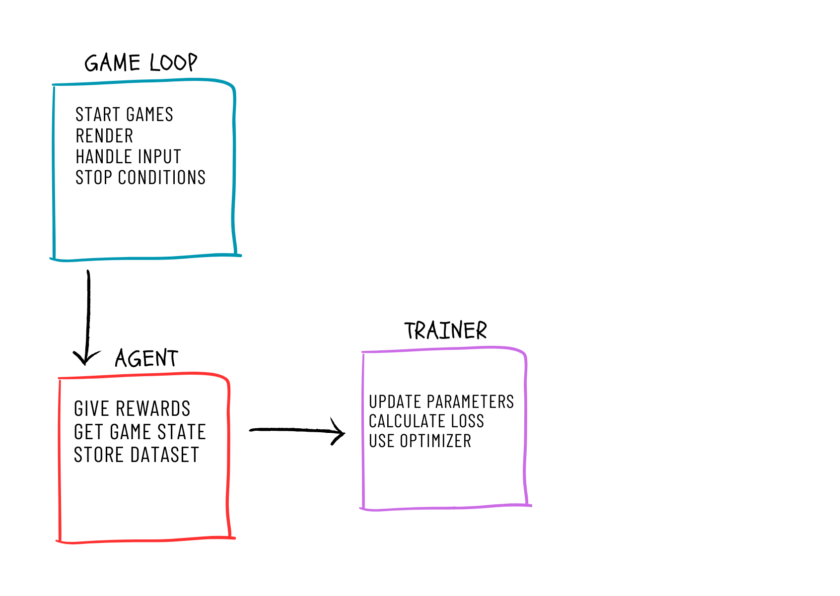 GAME LOOP
START GAMES
RENDER
HANDLE INPUT
STOP CONDITIONS
AGENT
GIVE REWARDS
GET GAME STATE
STORE DATASET
TRAINER
UPDATE PARAMETERS
CALCULATE LOSS
USE OPTIMIZER